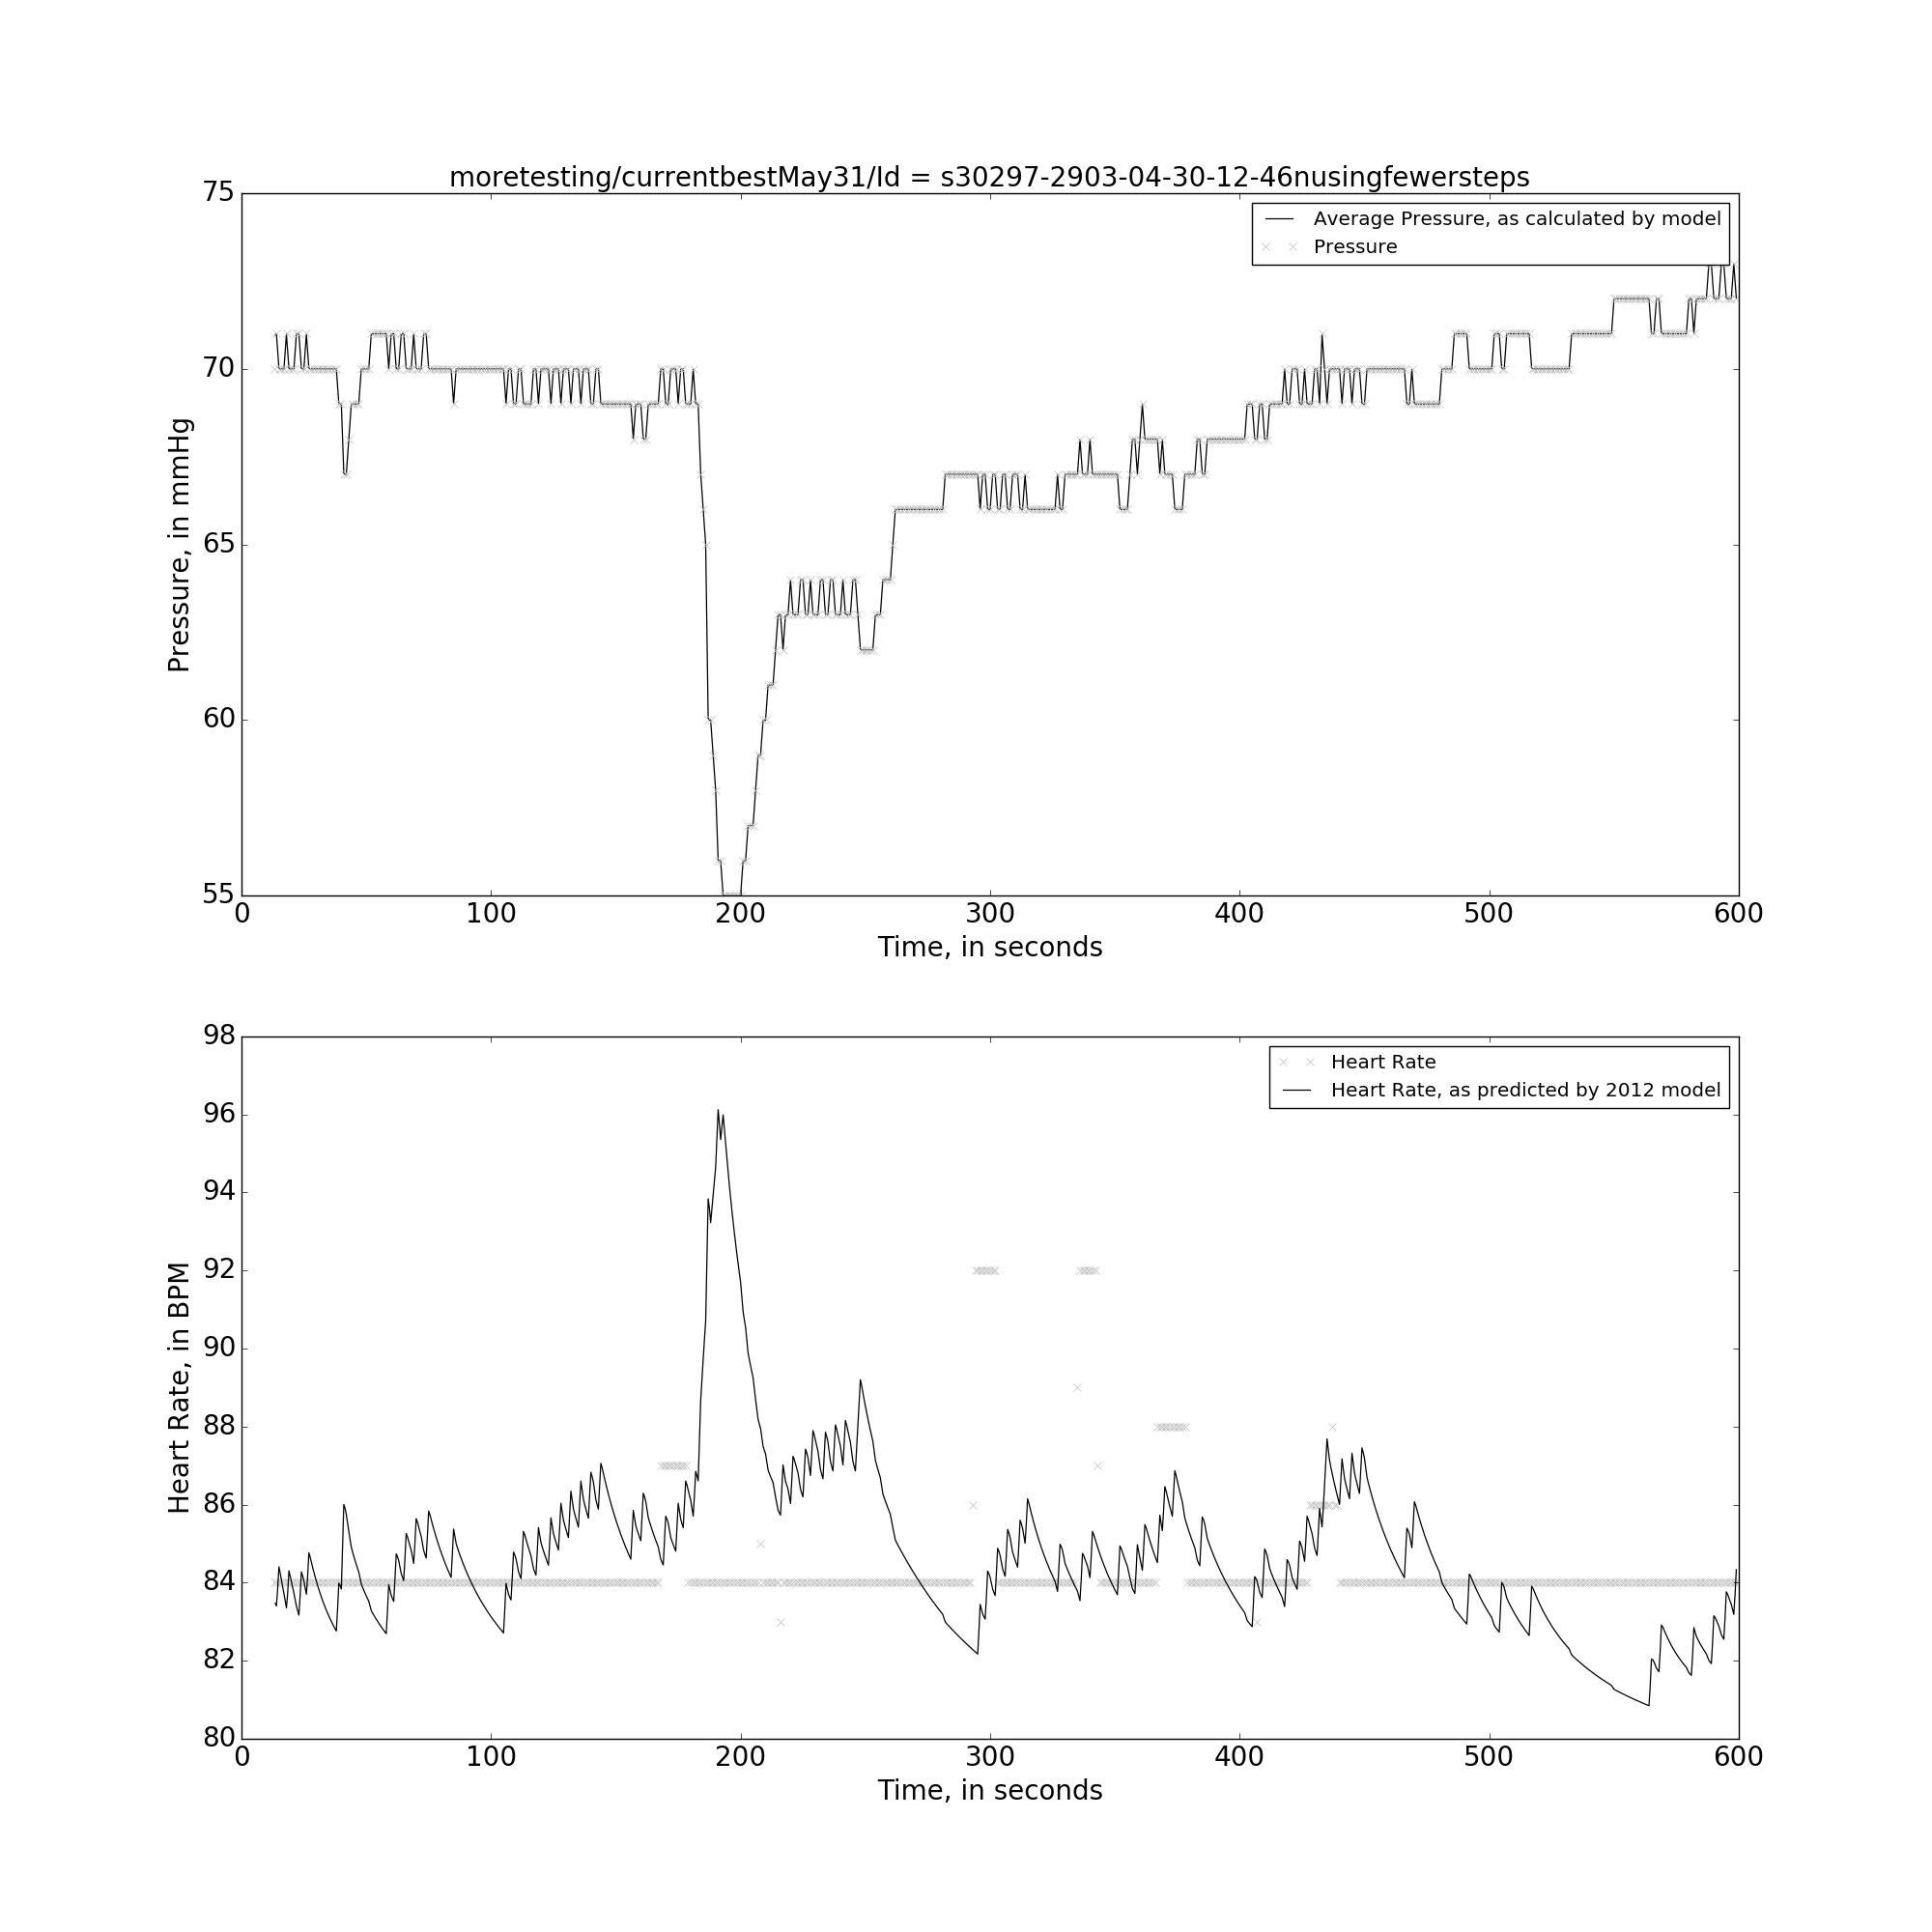 moretesting/currentbestMay31/Id = s30297-2903-04-30-12-46nusingfewersteps
75
70
65
60
55
Pressure, in mmHg
Average Pressure, as calculated by model
Pressure
0 100 200 300 400 500 600
Time, in seconds
98
96
94
92
90
88
86
84
82
80
Heart Rate, in BPM
Heart Rate
Heart Rate, as predicted by 2012 model
0 100 200 300 400 500 600
Time, in seconds